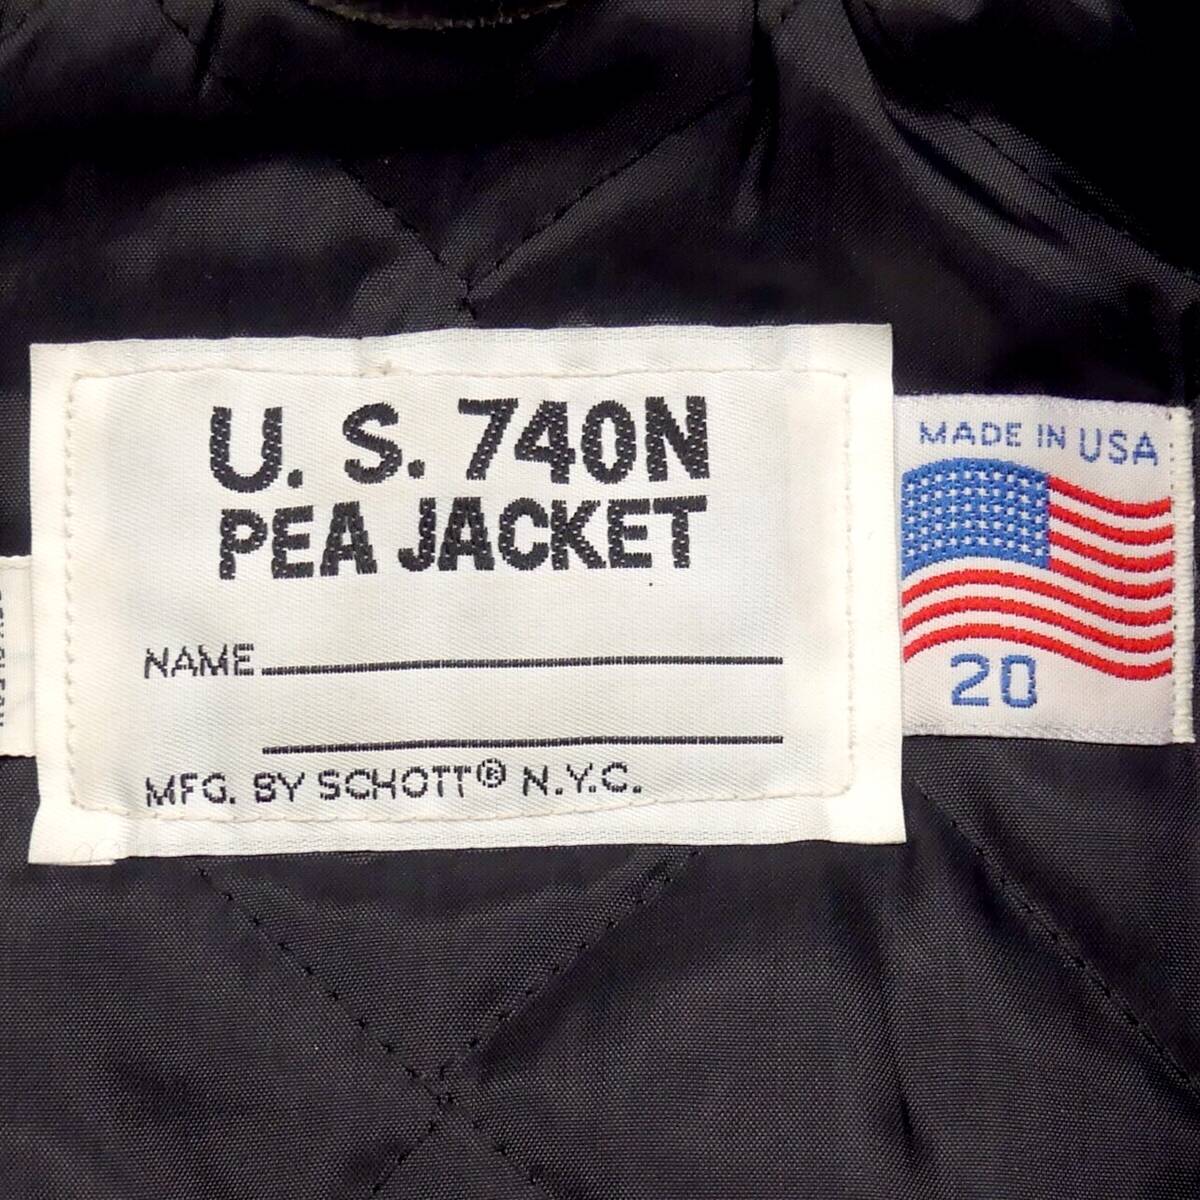 U. S. 740N
PEA JACKET
NAME
MFG. BY SCHOTT® N.Y.C.
MADE IN USA
20